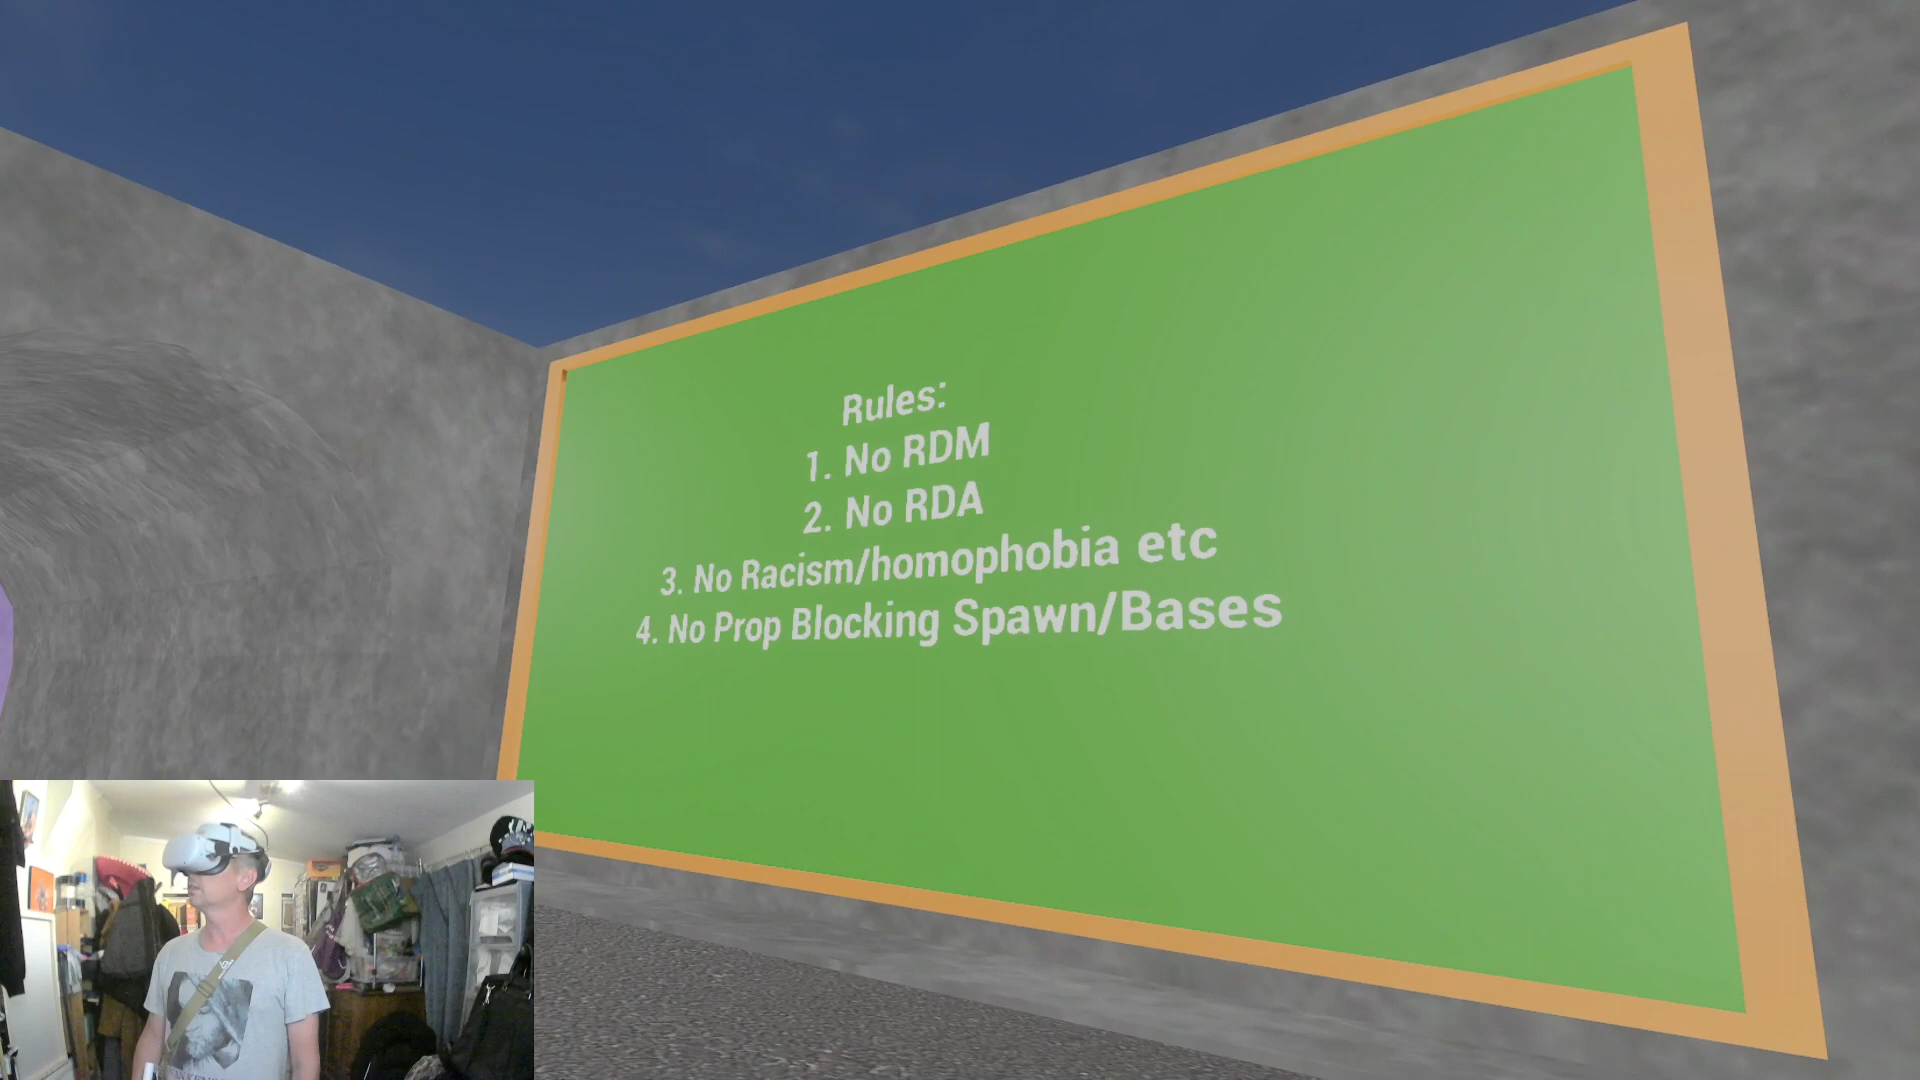 Rules:
1. No RDM
2. No RDA
3. No Racism/homophobia etc
4. No Prop Blocking Spawn/Bases